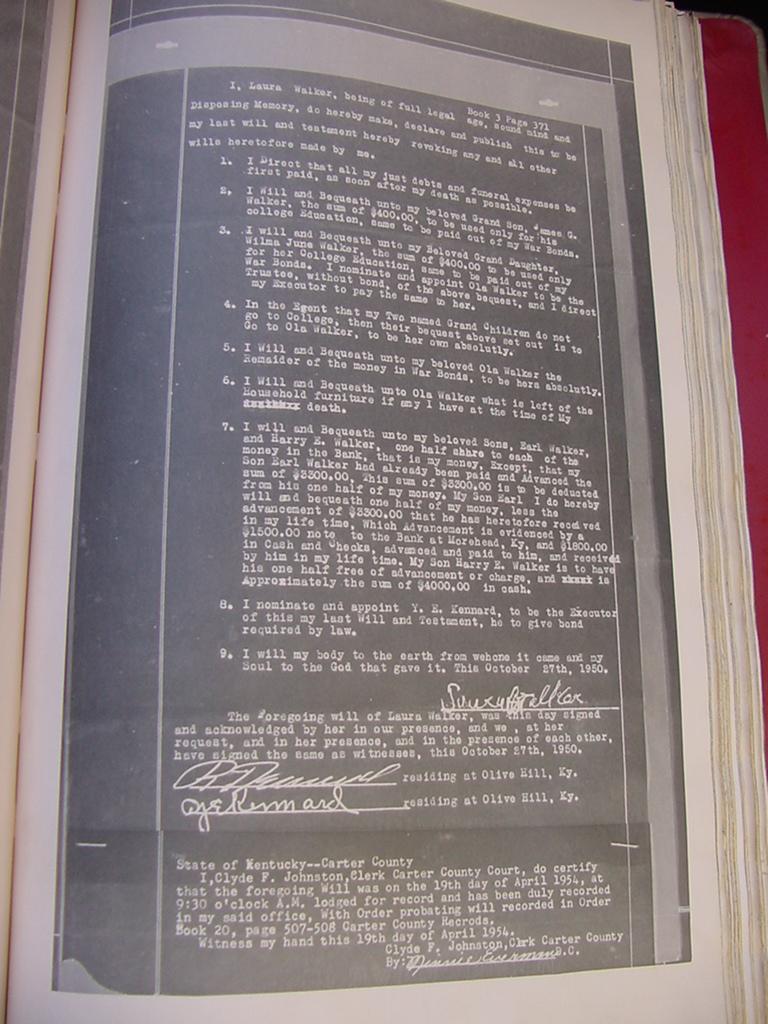 Book 3 Page 371
I, Laura Walker, being of full legal age, sound mind and
Disposing Memory, do hereby make, declare and publish this to be
my last will and testament hereby revoking any and all other
wills heretofore made by me.
1. I Direct that all my just debts and funeral expenses be
first paid, as soon after my death as possible.
2, I Will and Bequeath unto my beloved Grand Son, James G.
Walker, the sum of $400.00, to be used only for his
college Education, same to be paid out of my War Bonds.
3. I will and Bequeath unto my Beloved Grand Daughter,
Wilma June Walker, the sum of $400.00 to be used only
for her College Education, same to be paid out of my
War Bonds. I nominate and appoint Ola Walker to be the
Trustee, without bond, of the above bequest, and I direct
my Executor to pay the same to her.
4. In the Egent that my Two named Grand Children do not
go to College, then their bequest above set out is to
Go to Ola Walker, to be her own absolutly.
5. I Will and Bequeath unto my beloved Ola Walker the
Remaider of the money in War Bonds, to be hers absolutly.
6. I Will and Bequeath unto Ola Walker what is left of the
Household furniture if any I have at the time of My
death.
7. I will and Bequeath unto my beloved Sons, Earl Walker,
and Harry E. Walker, one half shhre to each of the
money in the Bank, that is my money, Except, that my
Son Earl Walker had already been paid and Advanced the
sum of $3300.00, This sum of $3300.00 is to be deducted
from his one half of my money. My Son Earl I do hereby
will and bequeath one half of my money, less the
advancement of $3300.00 that he has heretofore received
in my life time, Which Advancement is evidenced by a
$1500.00 note to the Bank at Morehead, Ky, and $1800.00
in Cash and Checks, advanced and paid to him, and received
by him in my life time. My Son Harry E. Walker is to have
his one half free of advancement or charge, and xxxxx is
Approximately the sum of $4000.00 in cash.
8. I nominate and appoint Y. E. Kennard, to be the Executor
of this my last Will and Testament, he to give bond
required by law.
9. I will my body to the earth from wehone it came and my
Soul to the God that gave it. This October 27th, 1950.
The foregoing will of Laura Walker, was this day signed
and acknowledged by her in our presence, and we, at her
request, and in her presence, and in the presence of each other,
have signed the same as witnesses, this October 27th, 1950.
residing at Olive Hill, Ky.
Y E Kennard residing at Olive Hill, Ky.
State of Kentucky--Carter County
I,Clyde F. Johnston,Clerk Carter County Court, do certify
that the foregoing Will was on the 19th day of April 1954, at
9:30 o'clock A.M. lodged for record and has been duly recorded
in my said office, With Order probating will recorded in Order
Book 20, page 507-508 Carter County Recrods.
Witness my hand this 19th day of April 1954.
Clyde F. Johnston,Clerk Carter County
By: Minnie Everman D.C.